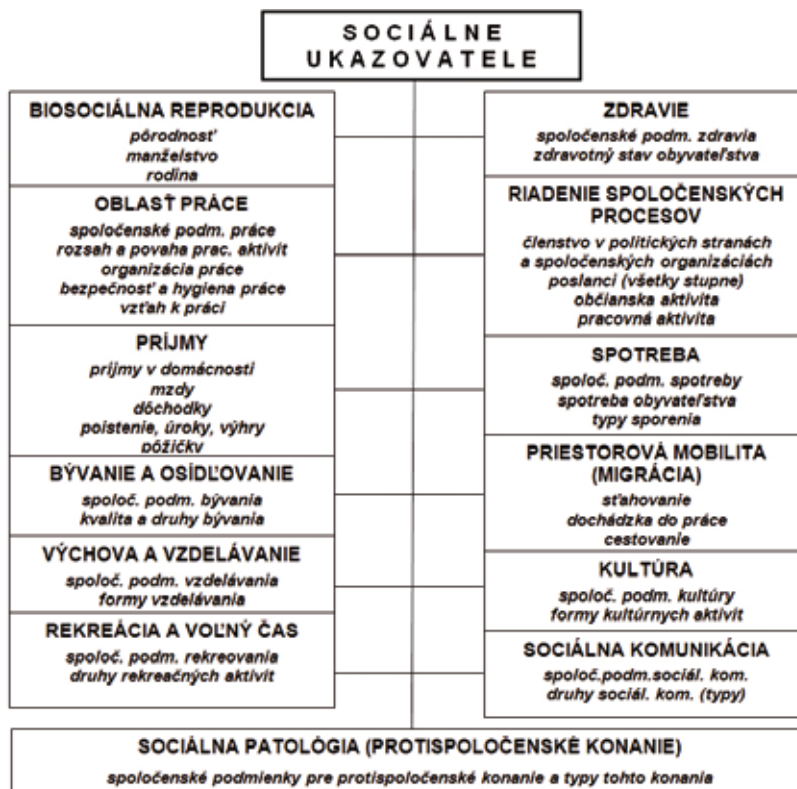 SOCIÁLNE
UKAZOVATELE
BIOSOCIÁLNA REPRODUKCIA
pôrodnosť
manželstvo
rodina
OBLASŤ PRÁCE
spoločenské podm. práce
rozsah a povaha prac. aktivít
organizácia práce
bezpečnosť a hygiena práce
vzťah k práci
PRÍJMY
príjmy v domácnosti
mzdy
dôchodky
poistenie, úroky, výhry
pôžičky
BÝVANIE A OSÍDĽOVANIE
spoloč. podm. bývania
kvalita a druhy bývania
VÝCHOVA A VZDELÁVANIE
spoloč. podm. vzdelávania
formy vzdelávania
REKREÁCIA A VOĽNÝ ČAS
spoloč. podm. rekreovania
druhy rekreačných aktivít
ZDRAVIE
spoločenské podm. zdravia
zdravotný stav obyvateľstva
RIADENIE SPOLOČENSKÝCH
PROCESOV
členstvo v politických stranách
a spoločenských organizáciách
poslanci (všetky stupne)
občianska aktivita
pracovná aktivita
SPOTREBA
spoloč. podm. spotreby
spotreba obyvateľstva
typy sporenia
PRIESTOROVÁ MOBILITA
(MIGRÁCIA)
sťahovanie
dochádzka do práce
cestovanie
KULTÚRA
spoloč. podm. kultúry
formy kultúrnych aktivít
SOCIÁLNA KOMUNIKÁCIA
spoloč.podm.sociál. kom.
druhy sociál. kom. (typy)
SOCIÁLNA PATOLÓGIA (PROTISPOLOČENSKÉ KONANIE)
spoločenské podmienky pre protispoločenské konanie a typy tohto konania